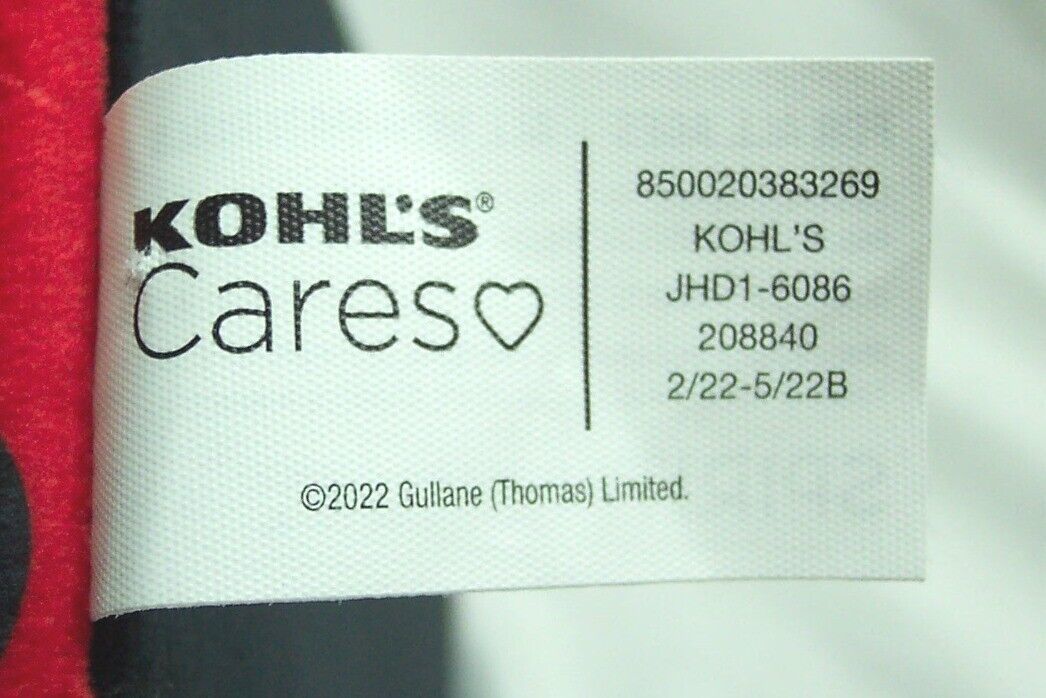 KOHL'S®
Cares♡
850020383269
KOHL'S
JHD1-6086
208840
2/22-5/22B
©2022 Gullane (Thomas) Limited.